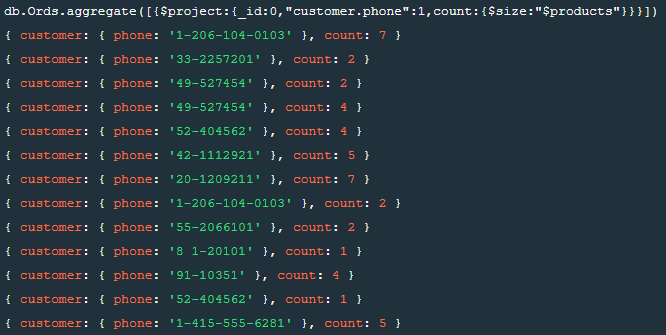 db.Ords.aggregate([{$project:{_id:0,"customer.phone":1,count:{$size:"$products"}}}])
{ customer: { phone: '1-206-104-0103' }, count: 7 }
{ customer: { phone: '33-2257201' }, count: 2 }
{ customer: { phone: '49-527454' }, count: 2 }
{ customer: { phone: '49-527454' }, count: 4 }
{ customer: { phone: '52-404562' }, count: 4 }
{ customer: { phone: '42-1112921' }, count: 5 }
{ customer: { phone: '20-1209211' }, count: 7 }
{ customer: { phone: '1-206-104-0103' }, count: 2 }
{ customer: { phone: '55-2066101' }, count: 2 }
{ customer: { phone: '8 1-20101' }, count: 1 }
{ customer: { phone: '91-10351' }, count: 4 }
{ customer: { phone: '52-404562' }, count: 1 }
{ customer: { phone: '1-415-555-6281' }, count: 5 }